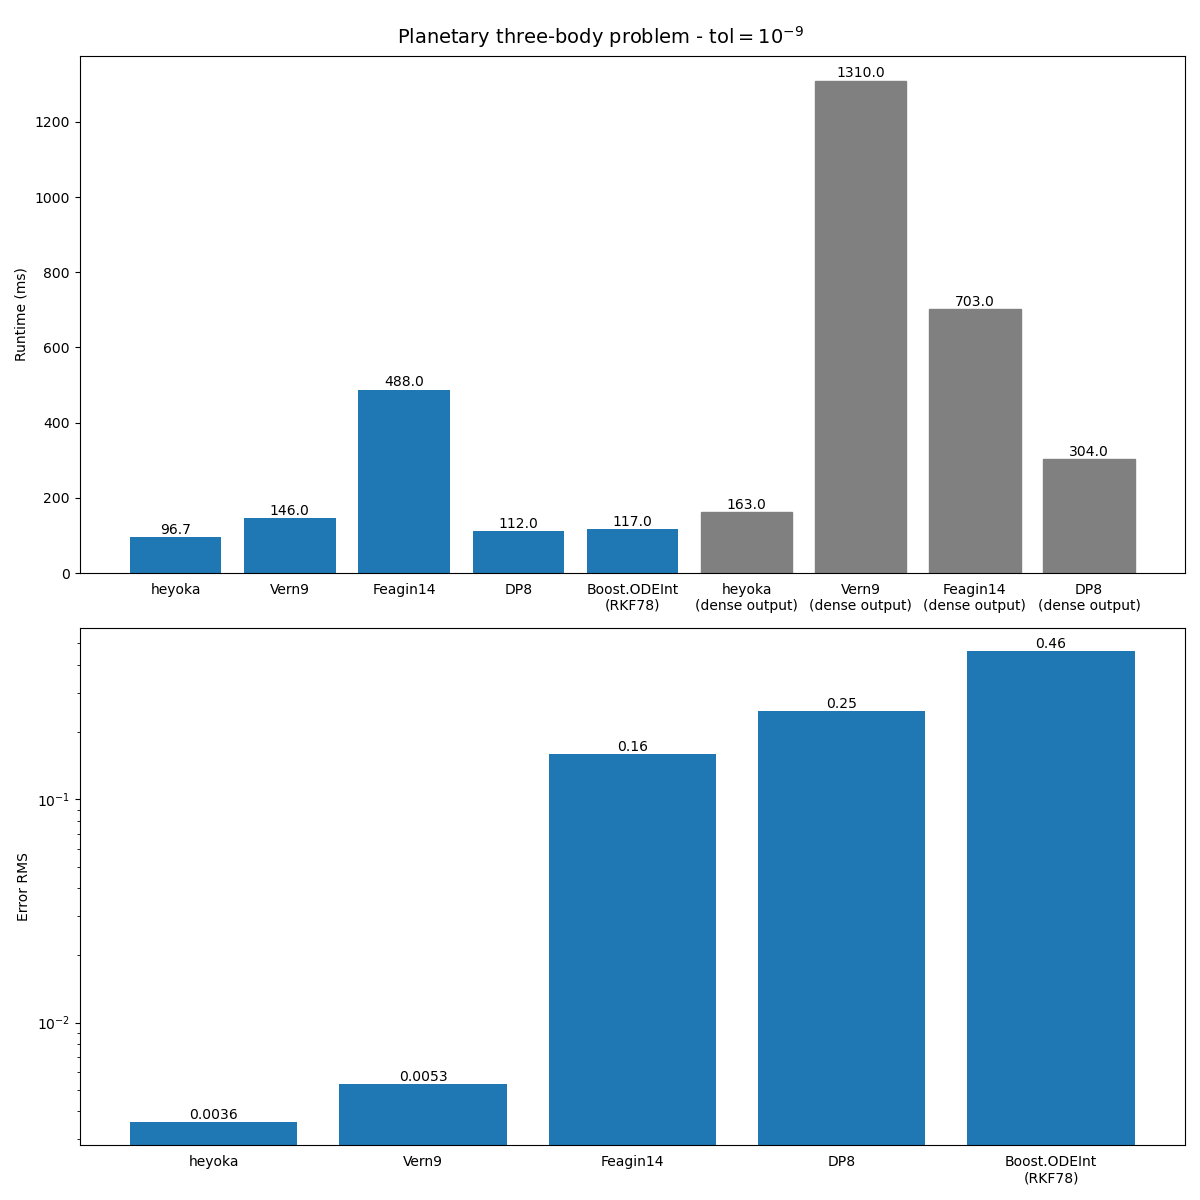 Planetary three-body problem - tol = 10⁻⁹
Runtime (ms)
1200
1000
800
600
400
200
0
96.7
146.0
488.0
112.0
117.0
163.0
1310.0
703.0
304.0
heyoka
Vern9
Feagin14
DP8
Boost.ODEInt
(RKF78)
heyoka
(dense output)
Vern9
(dense output)
Feagin14
(dense output)
DP8
(dense output)
Error RMS
10⁻¹
10⁻²
0.0036
0.0053
0.16
0.25
0.46
heyoka
Vern9
Feagin14
DP8
Boost.ODEInt
(RKF78)